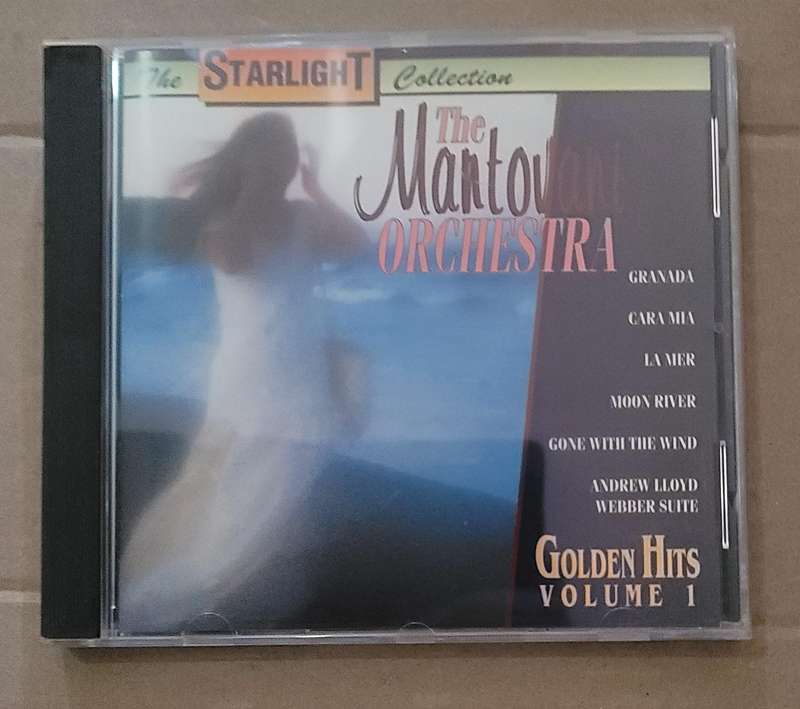 The STARLIGHT Collection
The
Mantovani
ORCHESTRA
GRANADA
CARA MIA
LA MER
MOON RIVER
GONE WITH THE WIND
ANDREW LLOYD
WEBBER SUITE
GOLDEN HITS
VOLUME 1